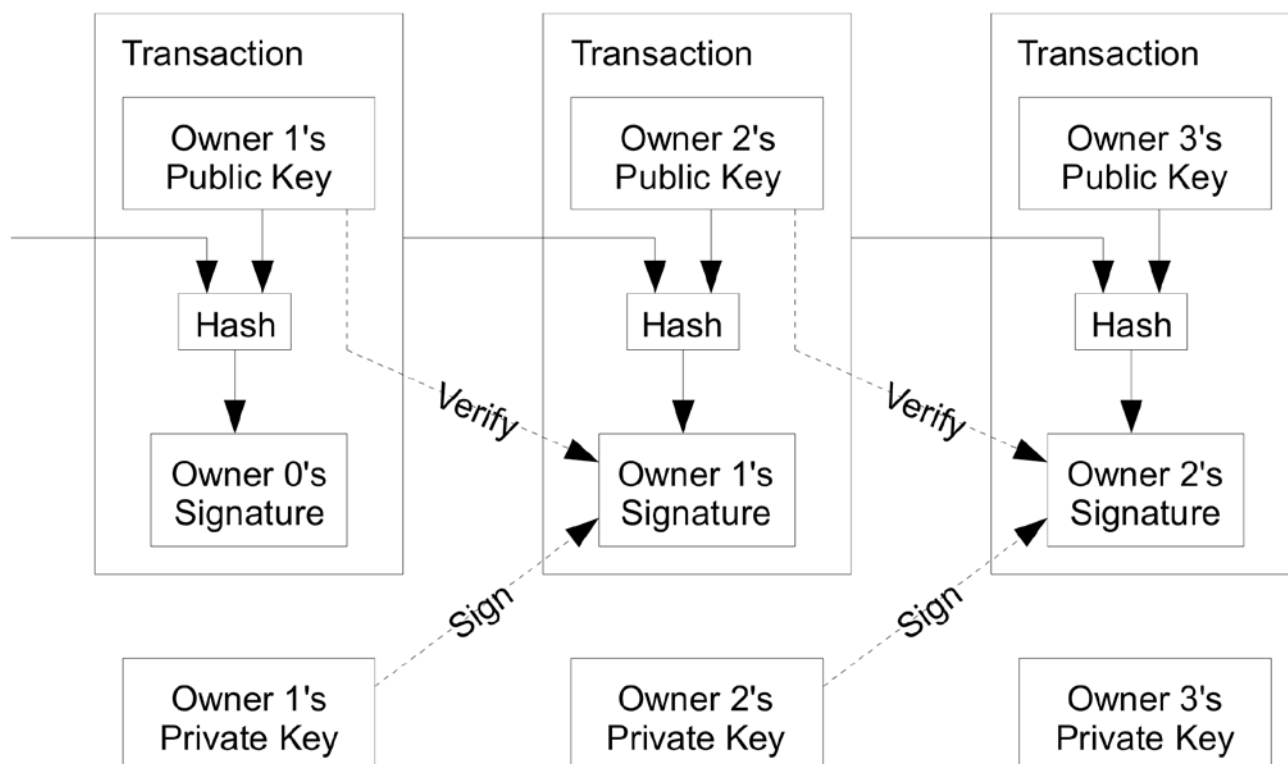 Transaction
Owner 1's
Public Key
Hash
Owner 0's
Signature
Transaction
Owner 2's
Public Key
Hash
Owner 1's
Signature
Transaction
Owner 3's
Public Key
Hash
Owner 2's
Signature
Verify
Verify
Sign
Sign
Owner 1's
Private Key
Owner 2's
Private Key
Owner 3's
Private Key